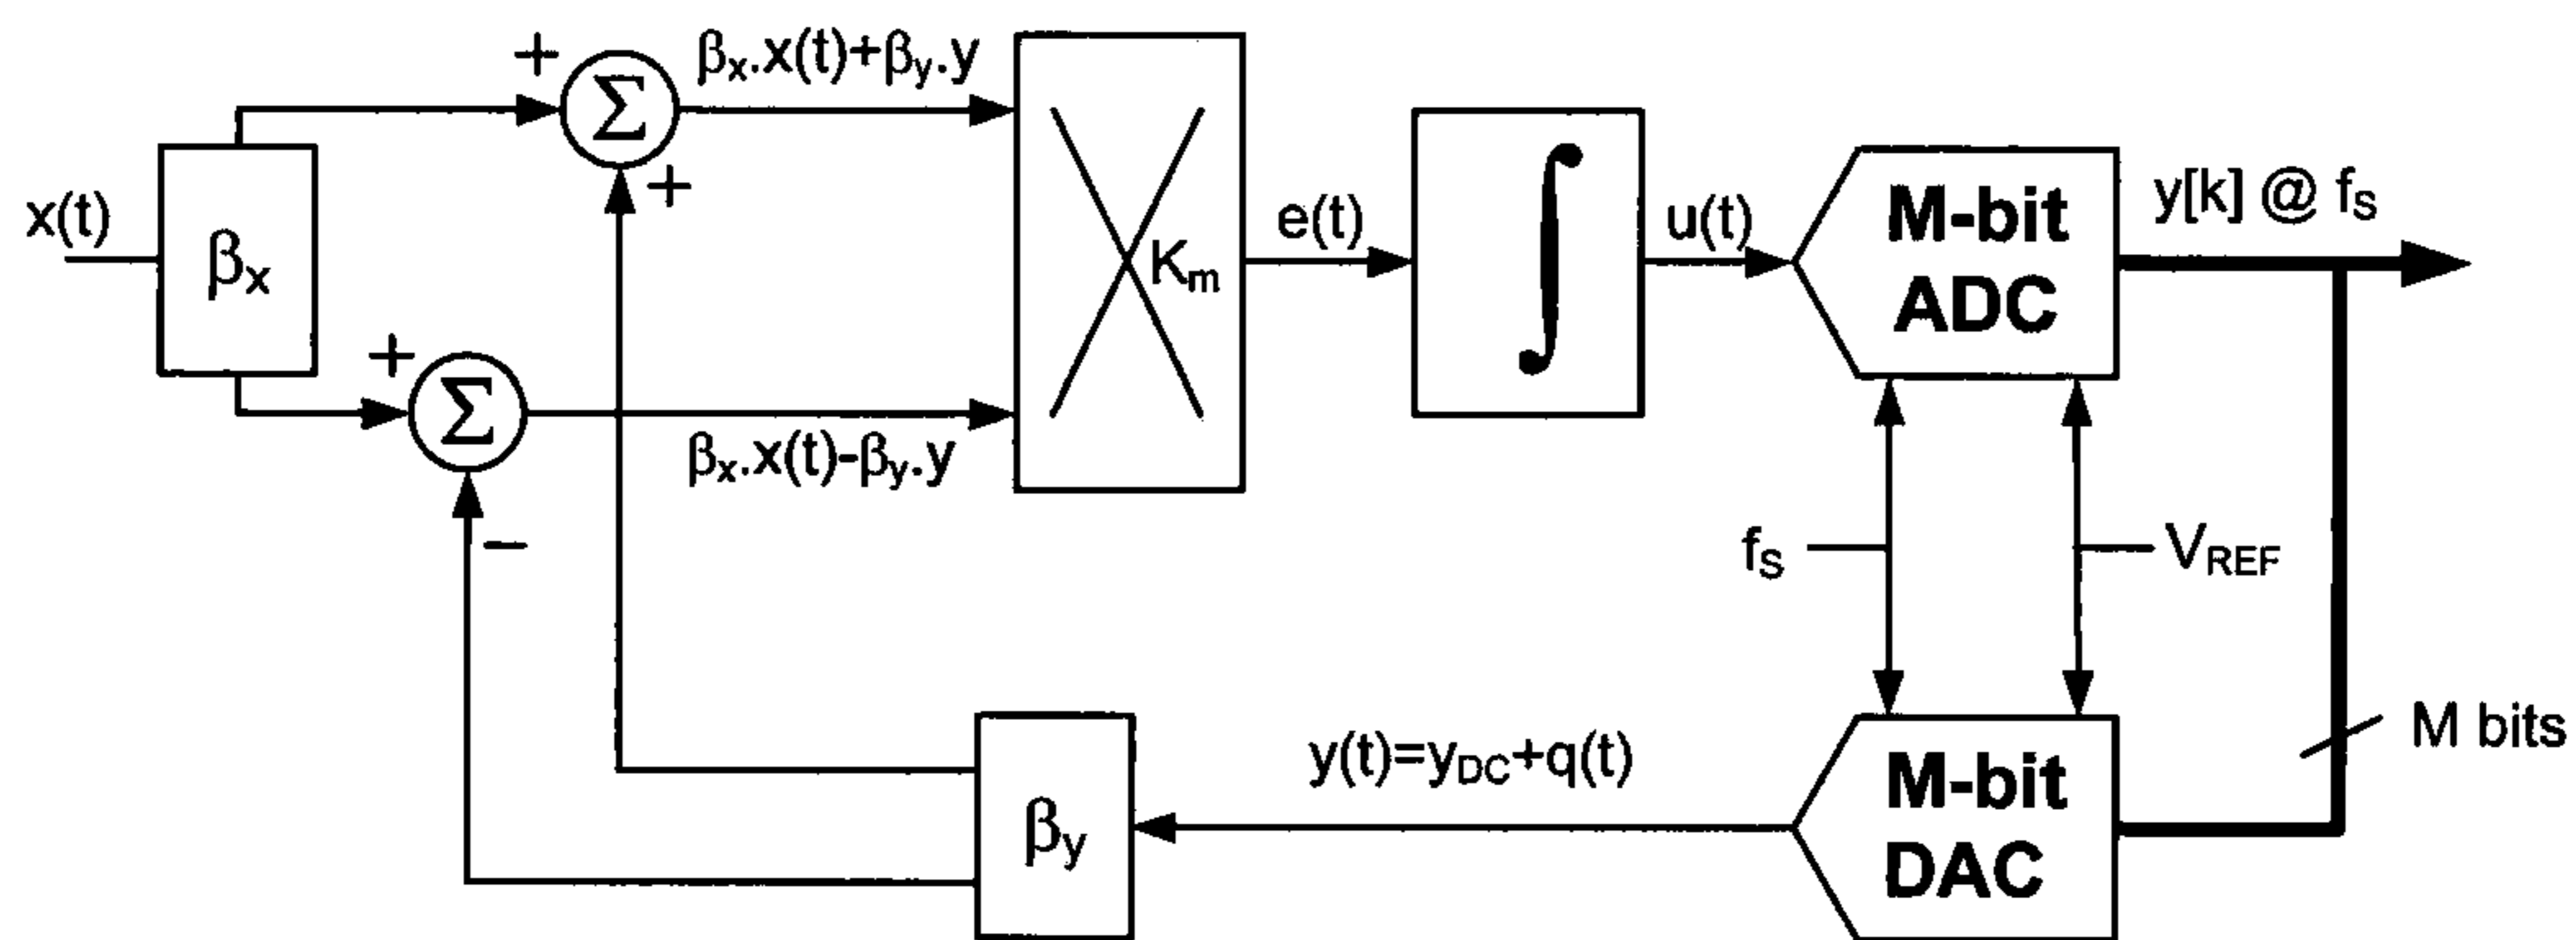 x(t)
βx
+
Σ
+
βx.x(t)+βy.y
+
Σ
−
βx.x(t)-βy.y
Km
e(t)
∫
u(t)
M-bit
ADC
y[k] @ fS
fS
VREF
M bits
M-bit
DAC
y(t)=yDC+q(t)
βy